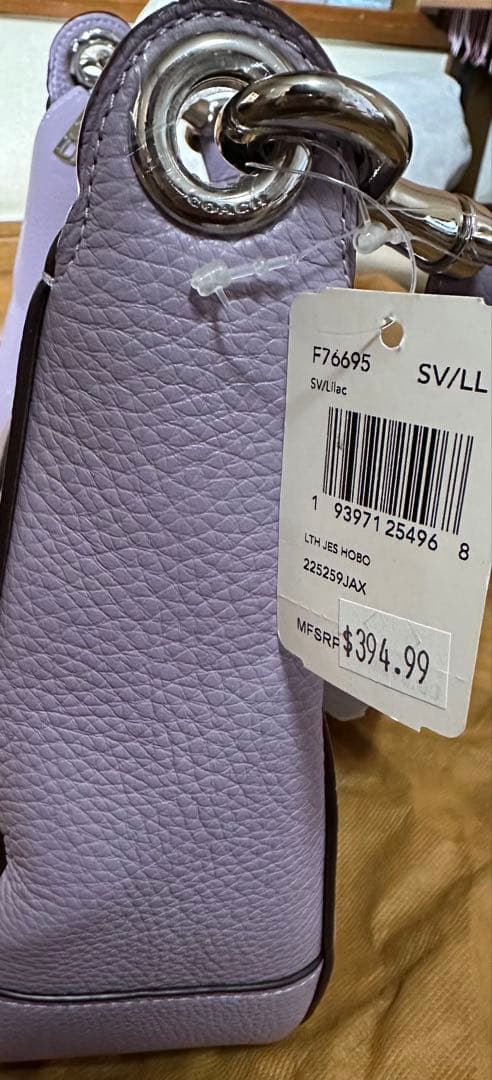 COACH
F76695 SV/LL
SV/Lilac
1 93971 25496 8
LTH JES HOBO
225259JAX
MFSRP $394.99